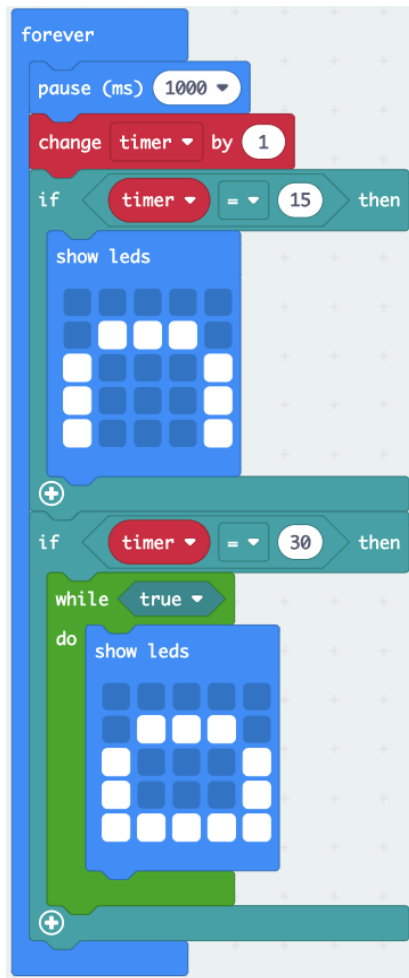 forever
pause (ms) 1000
change timer by 1
if timer = 15 then
show leds
if timer = 30 then
while true
do show leds